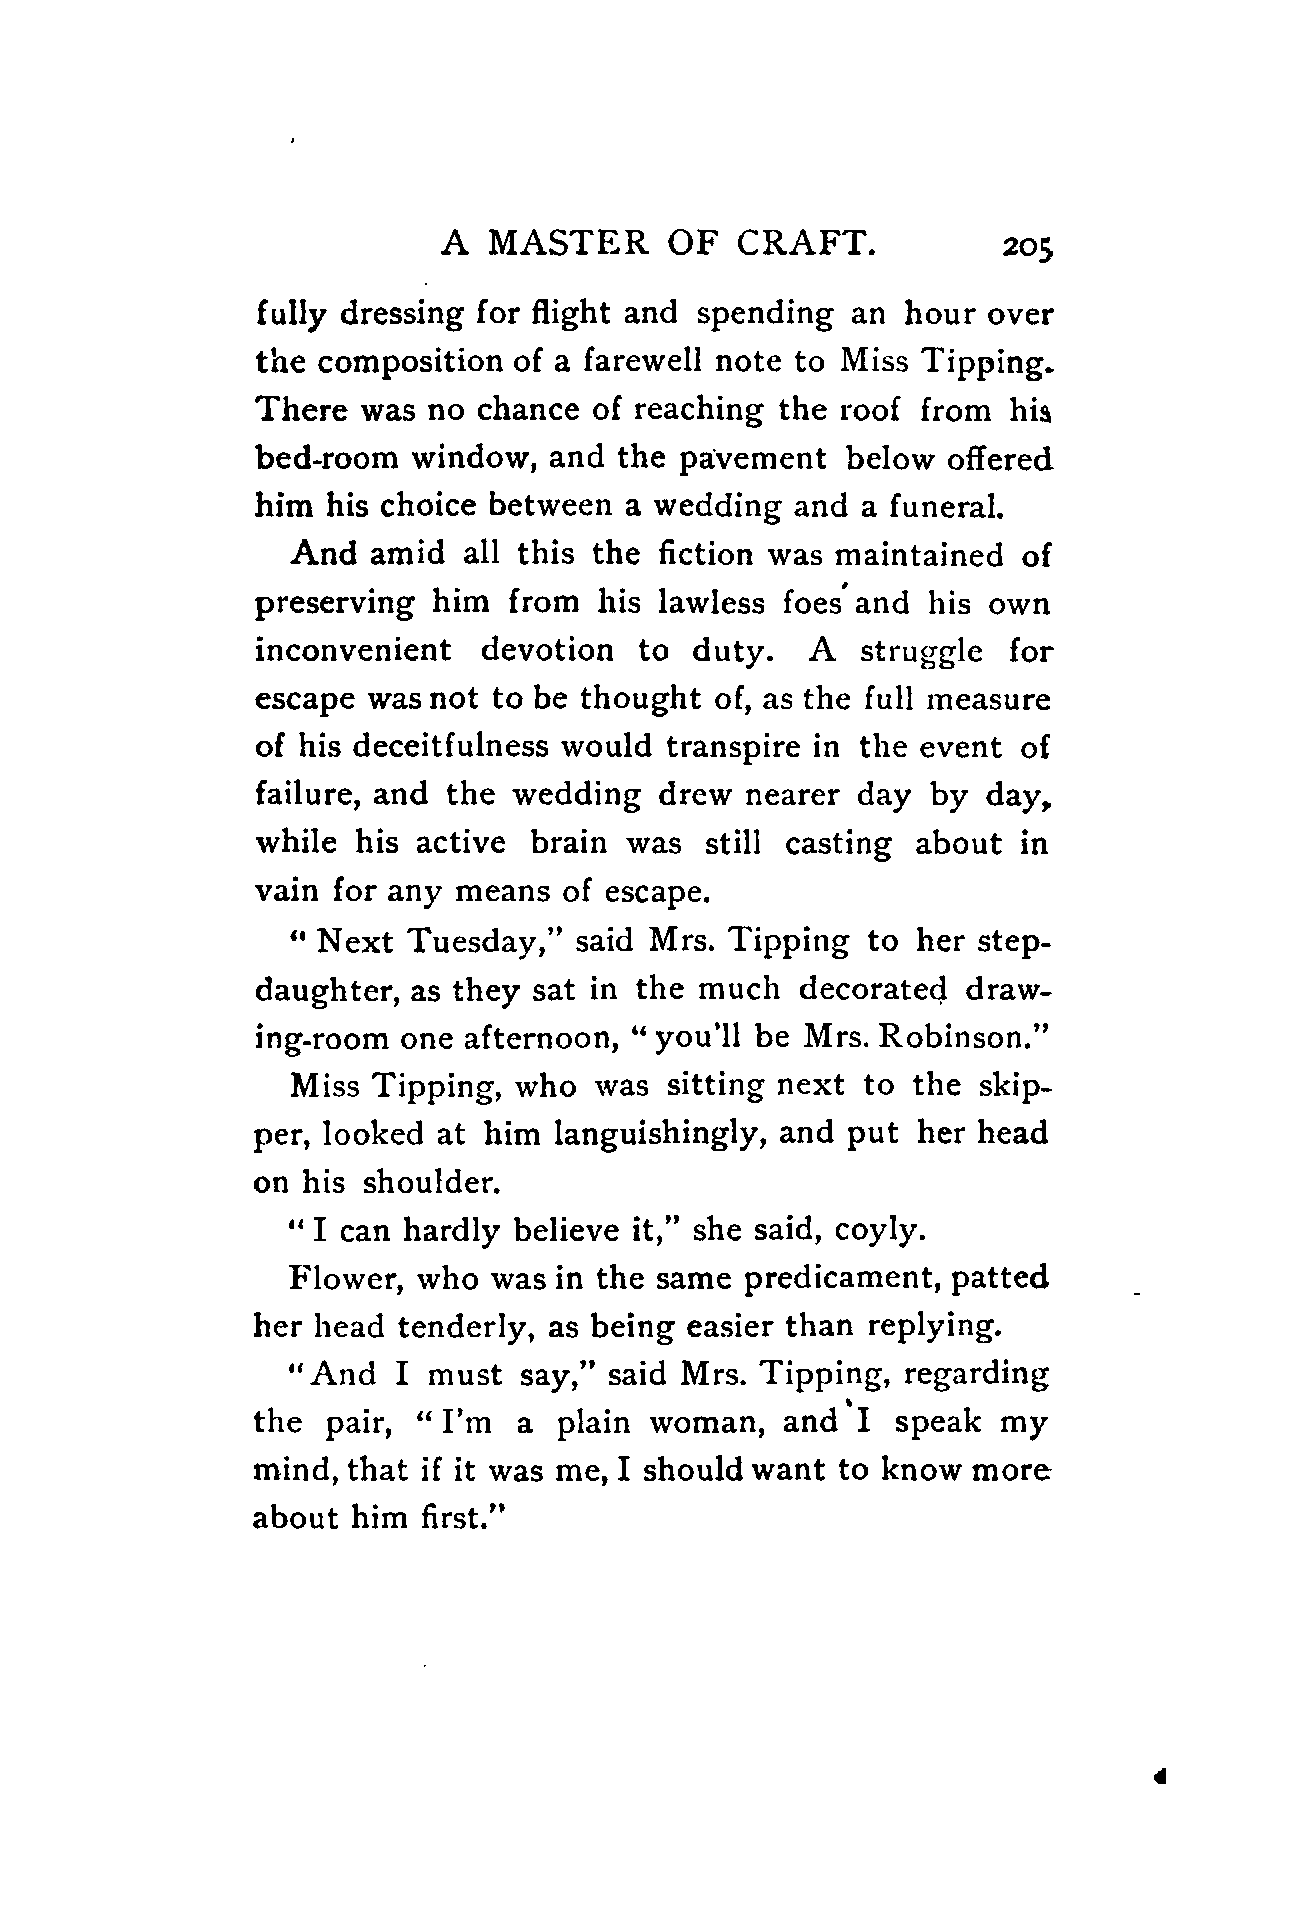 A MASTER OF CRAFT. 205
fully dressing for flight and spending an hour over
the composition of a farewell note to Miss Tipping.
There was no chance of reaching the roof from his
bed-room window, and the pavement below offered
him his choice between a wedding and a funeral.
And amid all this the fiction was maintained of
preserving him from his lawless foes and his own
inconvenient devotion to duty. A struggle for
escape was not to be thought of, as the full measure
of his deceitfulness would transpire in the event of
failure, and the wedding drew nearer day by day,
while his active brain was still casting about in
vain for any means of escape.
" Next Tuesday," said Mrs. Tipping to her step-
daughter, as they sat in the much decorated draw-
ing-room one afternoon, " you'll be Mrs. Robinson."
Miss Tipping, who was sitting next to the skip-
per, looked at him languishingly, and put her head
on his shoulder.
" I can hardly believe it," she said, coyly.
Flower, who was in the same predicament, patted
her head tenderly, as being easier than replying.
"And I must say," said Mrs. Tipping, regarding
the pair, " I'm a plain woman, and I speak my
mind, that if it was me, I should want to know more
about him first."